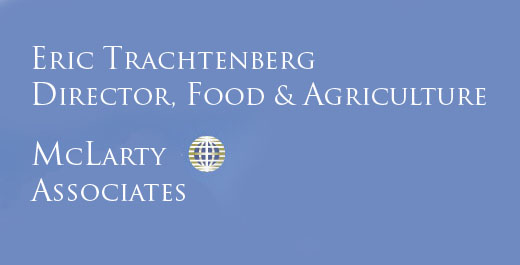 Eric Trachtenberg
Director, Food & Agriculture
McLarty
Associates